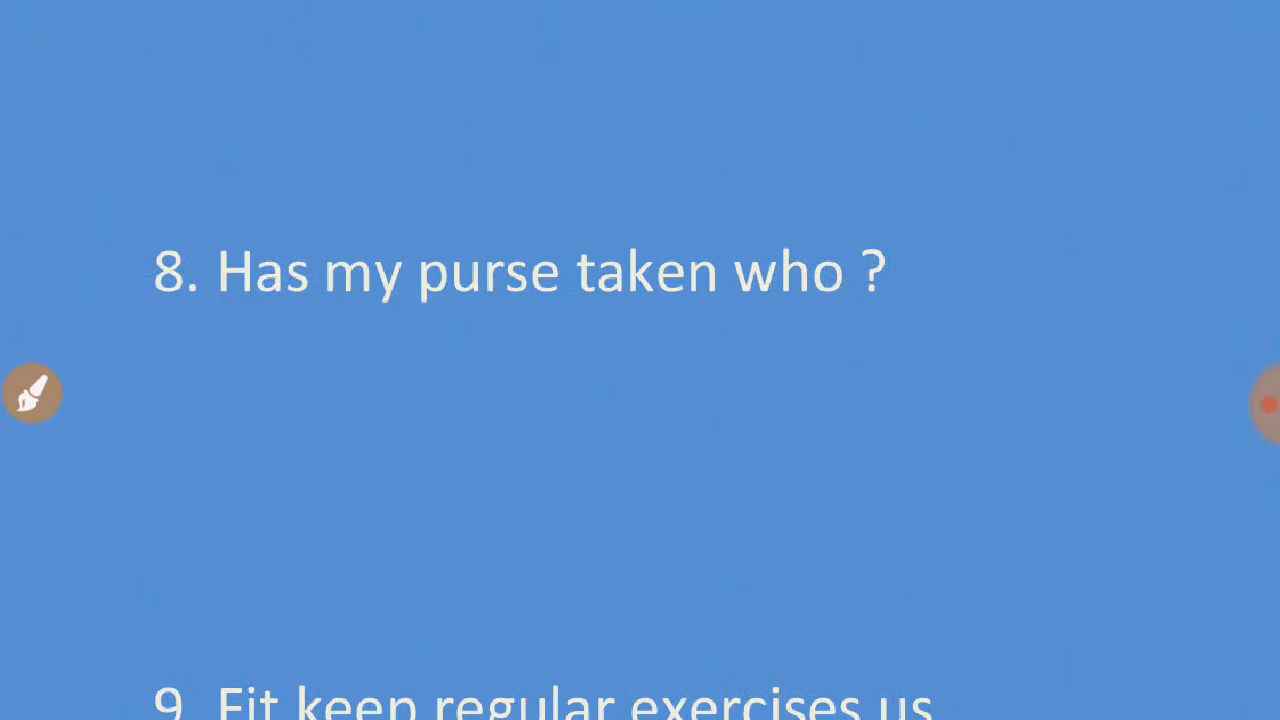 8. Has my purse taken who ?
9. Fit keep regular exercises us